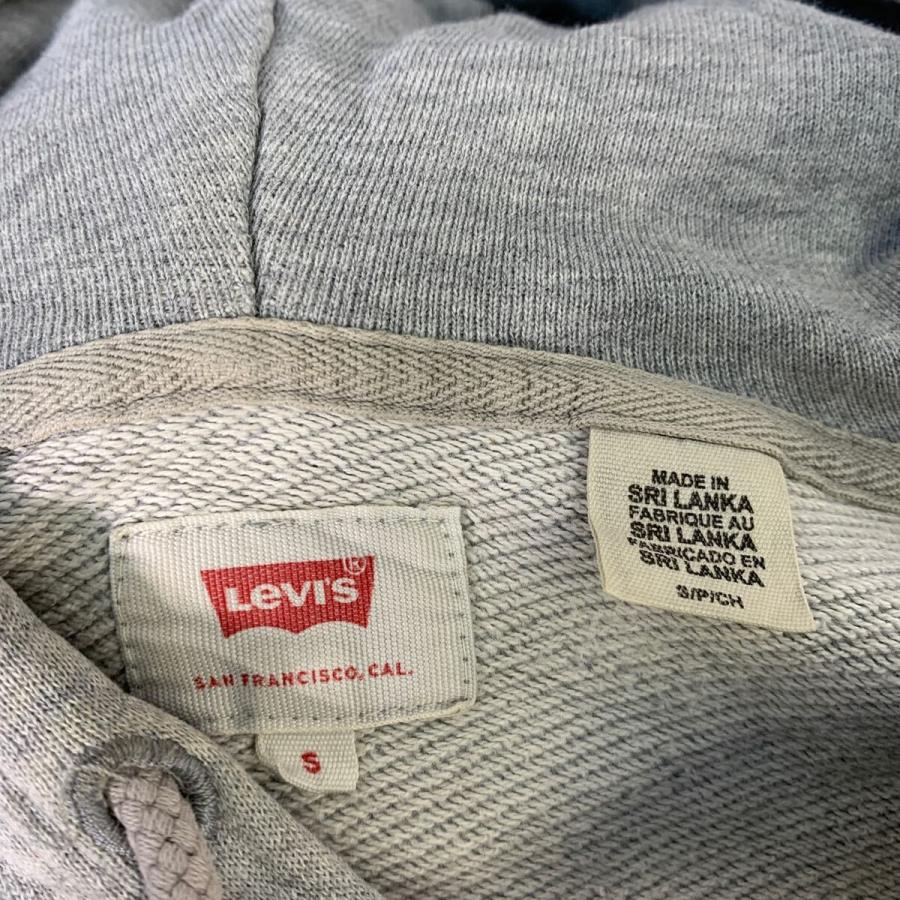 LEVI'S®
SAN FRANCISCO, CAL.
S
MADE IN
SRI LANKA
FABRIQUE AU
SRI LANKA
FABRICADO EN
SRI LANKA
S/P/CH